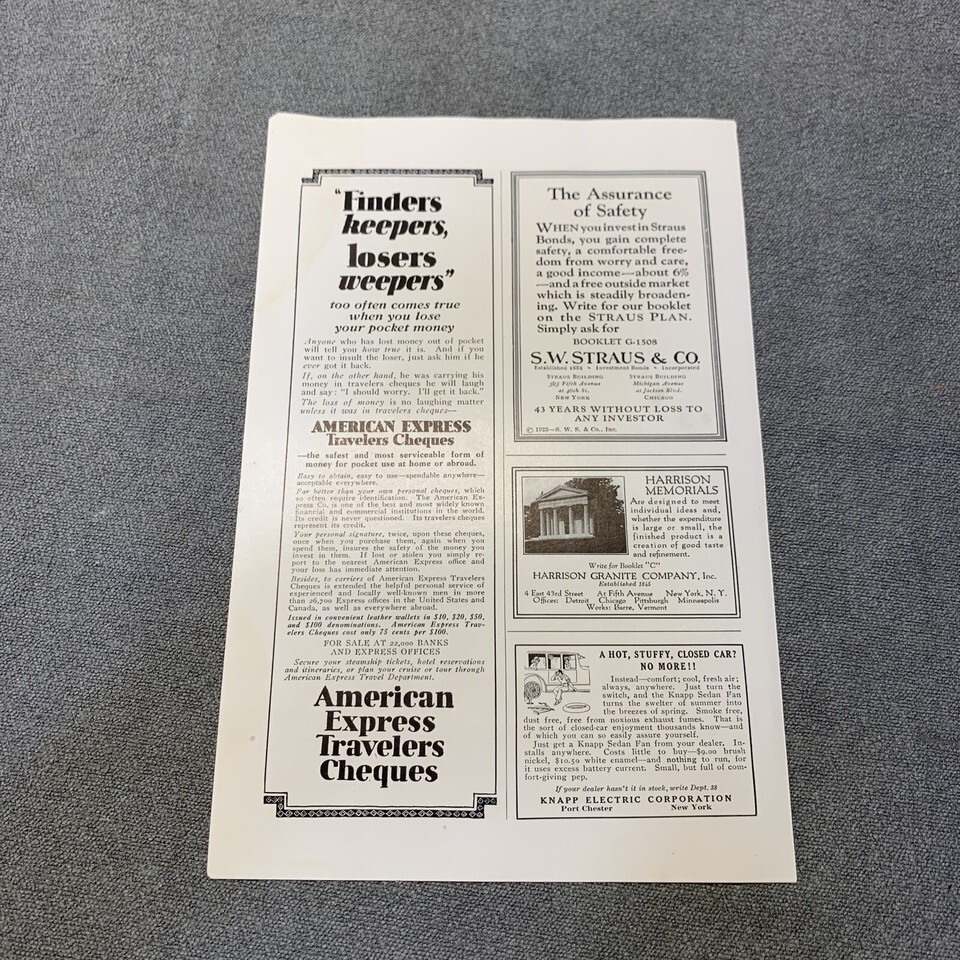 "Finders
keepers,
losers
weepers"
too often comes true
when you lose
your pocket money
Anyone who has lost money out of pocket
will tell you how true it is. And if you
want to insult the loser, just ask him if he
ever got it back.
If, on the other hand, he was carrying his
money in travelers cheques he will laugh
and say: "I should worry. I'll get it back."
The loss of money is no laughing matter
unless it was in travelers cheques—
AMERICAN EXPRESS
Travelers Cheques
—the safest and most serviceable form of
money for pocket use at home or abroad.
Easy to obtain, easy to use—spendable anywhere—
acceptable everywhere.
Far better than your own personal cheques, which
so often require identification. The American Ex-
press Co. is one of the best and most widely known
financial and commercial institutions in the world.
Its credit is never questioned. Its travelers cheques
represent its credit.
Your personal signature, twice, upon these cheques,
once when you purchase them, again when you
spend them, insures the safety of the money you
invest in them. If lost or stolen you simply re-
port to the nearest American Express office and
your loss has immediate attention.
Besides, to carriers of American Express Travelers
Cheques is extended the helpful personal service of
experienced and locally well-known men in more
than 26,700 Express offices in the United States and
Canada, as well as everywhere abroad.
Issued in convenient leather wallets in $10, $20, $50,
and $100 denominations. American Express Trav-
elers Cheques cost only 75 cents per $100.
FOR SALE AT 22,000 BANKS
AND EXPRESS OFFICES
Secure your steamship tickets, hotel reservations
and itineraries, or plan your cruise or tour through
American Express Travel Department.
American
Express
Travelers
Cheques
The Assurance
of Safety
WHEN you invest in Straus
Bonds, you gain complete
safety, a comfortable free-
dom from worry and care,
a good income—about 6%
—and a free outside market
which is steadily broaden-
ing. Write for our booklet
on the STRAUS PLAN.
Simply ask for
BOOKLET G-1508
S.W. STRAUS & CO.
Established 1882 Investment Bonds Incorporated
STRAUS BUILDING STRAUS BUILDING
565 Fifth Avenue Michigan Avenue
at 46th St. at Jackson Blvd.
NEW YORK CHICAGO
43 YEARS WITHOUT LOSS TO
ANY INVESTOR
© 1925—S. W. S. & Co., Inc.
HARRISON
MEMORIALS
Are designed to meet
individual ideas and,
whether the expenditure
is large or small, the
finished product is a
creation of good taste
and refinement.
Write for Booklet "C"
HARRISON GRANITE COMPANY, Inc.
Established 1845
4 East 43rd Street At Fifth Avenue New York, N. Y.
Offices: Detroit Chicago Pittsburgh Minneapolis
Works: Barre, Vermont
A HOT, STUFFY, CLOSED CAR?
NO MORE!!
Instead—comfort; cool, fresh air;
always, anywhere. Just turn the
switch, and the Knapp Sedan Fan
turns the swelter of summer into
the breezes of spring. Smoke free,
dust free, free from noxious exhaust fumes. That is
the sort of closed-car enjoyment thousands know—and
of which you can so easily assure yourself.
Just get a Knapp Sedan Fan from your dealer. In-
stalls anywhere. Costs little to buy—$9.00 brush
nickel, $10.50 white enamel—and nothing to run, for
it uses excess battery current. Small, but full of com-
fort-giving pep.
If your dealer hasn't it in stock, write Dept. 33
KNAPP ELECTRIC CORPORATION
Port Chester New York